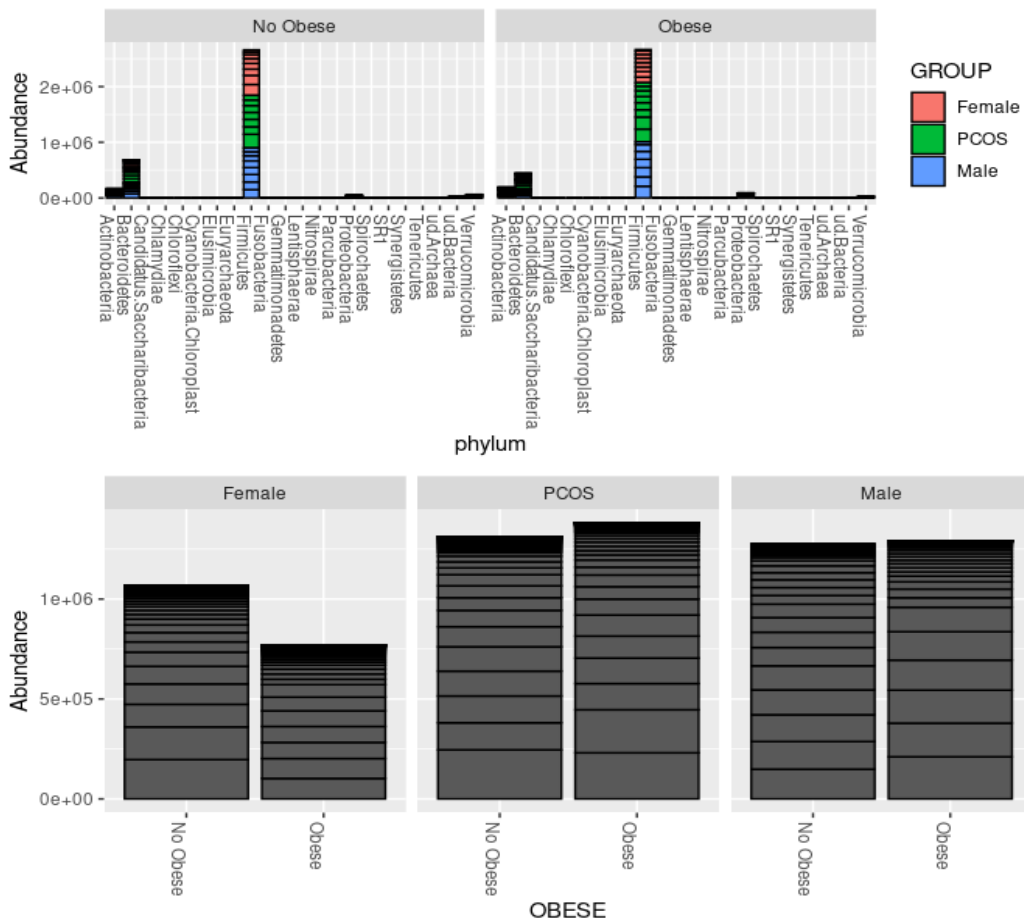 No Obese
Obese
Abundance
2e+06
1e+06
0e+00
Actinobacteria
Bacteroidetes
Candidatus.Saccharibacteria
Chlamydiae
Chloroflexi
Cyanobacteria.Chloroplast
Elusimicrobia
Euryarchaeota
Firmicutes
Fusobacteria
Gemmatimonadetes
Lentisphaerae
Nitrospirae
Parcubacteria
Proteobacteria
Spirochaetes
SR1
Synergistetes
Tenericutes
ud.Archaea
ud.Bacteria
Verrucomicrobia
Actinobacteria
Bacteroidetes
Candidatus.Saccharibacteria
Chlamydiae
Chloroflexi
Cyanobacteria.Chloroplast
Elusimicrobia
Euryarchaeota
Firmicutes
Fusobacteria
Gemmatimonadetes
Lentisphaerae
Nitrospirae
Parcubacteria
Proteobacteria
Spirochaetes
SR1
Synergistetes
Tenericutes
ud.Archaea
ud.Bacteria
Verrucomicrobia
phylum
GROUP
Female
PCOS
Male
Female
PCOS
Male
Abundance
1e+06
5e+05
0e+00
No Obese
Obese
No Obese
Obese
No Obese
Obese
OBESE